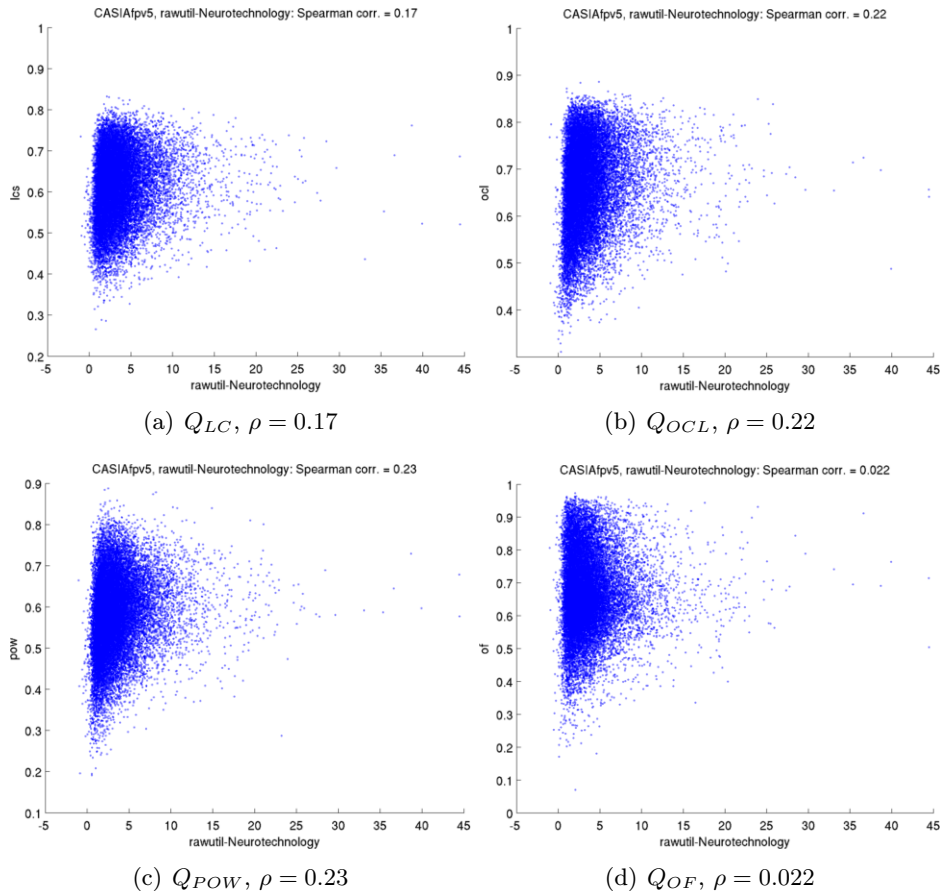 CASIAfpv5, rawutil-Neurotechnology: Spearman corr. = 0.17
1
0.9
0.8
0.7
0.6
0.5
0.4
0.3
0.2
lcs
-5 0 5 10 15 20 25 30 35 40 45
rawutil-Neurotechnology
(a) Q_{LC}, ρ = 0.17
CASIAfpv5, rawutil-Neurotechnology: Spearman corr. = 0.22
1
0.9
0.8
0.7
0.6
0.5
0.4
ocl
-5 0 5 10 15 20 25 30 35 40 45
rawutil-Neurotechnology
(b) Q_{OCL}, ρ = 0.22
CASIAfpv5, rawutil-Neurotechnology: Spearman corr. = 0.23
0.9
0.8
0.7
0.6
0.5
0.4
0.3
0.2
0.1
pow
-5 0 5 10 15 20 25 30 35 40 45
rawutil-Neurotechnology
(c) Q_{POW}, ρ = 0.23
CASIAfpv5, rawutil-Neurotechnology: Spearman corr. = 0.022
1
0.9
0.8
0.7
0.6
0.5
0.4
0.3
0.2
0.1
0
of
-5 0 5 10 15 20 25 30 35 40 45
rawutil-Neurotechnology
(d) Q_{OF}, ρ = 0.022